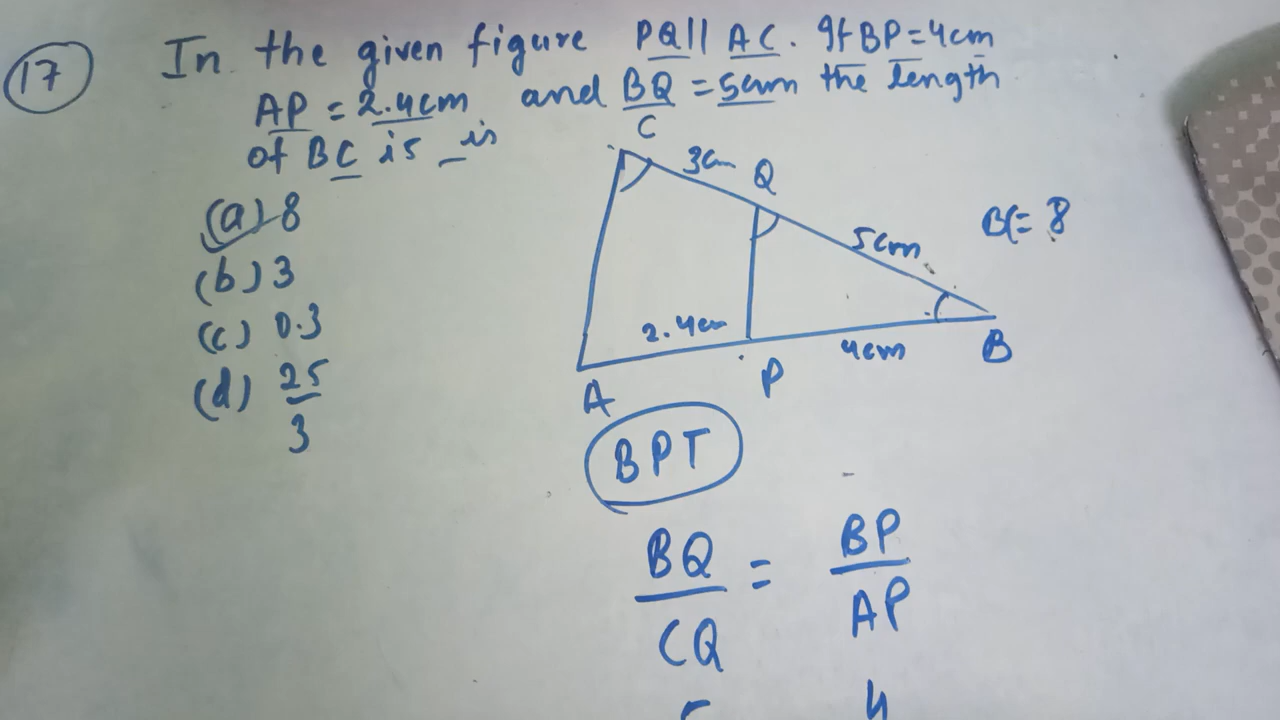 17 In the given figure PQ || AC. If BP=4cm
AP = 2.4cm and BQ = 5cm the length
of BC is _ is
(a) 8
(b) 3
(c) 0.3
(d) 25
3
C
3cm
Q
5cm
BC= 8
2.4cm
4cm
B
P
A
BPT
BQ = BP
CQ AP
4